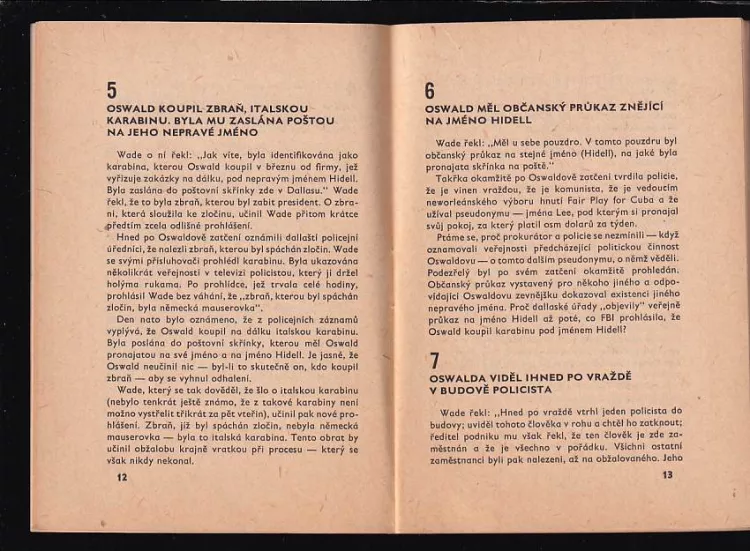 5
OSWALD KOUPIL ZBRAŇ, ITALSKOU
KARABINU. BYLA MU ZASLÁNA POŠTOU
NA JEHO NEPRAVÉ JMÉNO
Wade o ní řekl: „Jak víte, byla identifikována jako
karabina, kterou Oswald koupil v březnu od firmy, jež
vyřizuje zakázky na dálku, pod nepravým jménem Hidell.
Byla zaslána do poštovní skřínky zde v Dallasu.“ Wade
řekl, že to byla zbraň, kterou byl zabit president. O zbra-
ni, která sloužila ke zločinu, učinil Wade přitom krátce
předtím zcela odlišné prohlášení.
Hned po Oswaldově zatčení oznámili dallaští policejní
úředníci, že nalezli zbraň, kterou byl spáchán zločin. Wade
se svými přísluhovači prohlédl karabinu. Byla ukazována
několikrát veřejnosti v televizi policistou, který ji držel
holýma rukama. Po prohlídce, jež trvala celé hodiny,
prohlásil Wade bez váhání, že „zbraň, kterou byl spáchán
zločin, byla německá mauserovka“.
Den nato bylo oznámeno, že z policejních záznamů
vyplývá, že Oswald koupil na dálku italskou karabinu.
Byla poslána do poštovní skřínky, kterou měl Oswald
pronajatou na své jméno a na jméno Hidell. Je jasné, že
Oswald neučinil nic — byl-li to skutečně on, kdo koupil
zbraň — aby se vyhnul odhalení.
Wade, který se tak dověděl, že šlo o italskou karabinu
(nebylo tenkrát ještě známo, že z takové karabiny není
možno vystřelit třikrát za pět vteřin), učinil pak nové pro-
hlášení. Zbraň, jíž byl spáchán zločin, nebyla německá
mauserovka — byla to italská karabina. Tento obrat by
učinil obžalobu krajně vratkou při procesu — který se
však nikdy nekonal.
12
6
OSWALD MĚL OBČANSKÝ PRŮKAZ ZNĚJÍCÍ
NA JMÉNO HIDELL
Wade řekl: „Měl u sebe pouzdro. V tomto pouzdru byl
občanský průkaz na stejné jméno (Hidell), na jaké byla
pronajata skřínka na poště.“
Takřka okamžitě po Oswaldově zatčení tvrdila policie,
že je vinen vraždou, že je komunista, že je vedoucím
neworleánského výboru hnutí Fair Play for Cuba a že
užíval pseudonymu — jména Lee, pod kterým si pronajal
svůj pokoj, za který platil osm dolarů za týden.
Ptáme se, proč prokurátor a policie se nezmínili — když
oznamovali veřejnosti předcházející politickou činnost
Oswaldovu — o tomto dalším pseudonymu, o němž věděli.
Podezřelý byl po svém zatčení okamžitě prohledán.
Občanský průkaz vystavený pro někoho jiného a odpo-
vídající Oswaldovu zevnějšku dokazoval existenci jiného
nepravého jména. Proč dallaské úřady „objevily“ veřejně
průkaz na jméno Hidell až poté, co FBI prohlásila, že
Oswald koupil karabinu pod jménem Hidell?
7
OSWALDA VIDĚL IHNED PO VRAŽDĚ
V BUDOVĚ POLICISTA
Wade řekl: „Hned po vraždě vtrhl jeden policista do
budovy; uviděl tohoto člověka v rohu a chtěl ho zatknout;
ředitel podniku mu však řekl, že ten člověk je zde za-
městnán a že je všechno v pořádku. Všichni ostatní
zaměstnanci byli pak nalezeni, až na obžalovaného. Jeho
13